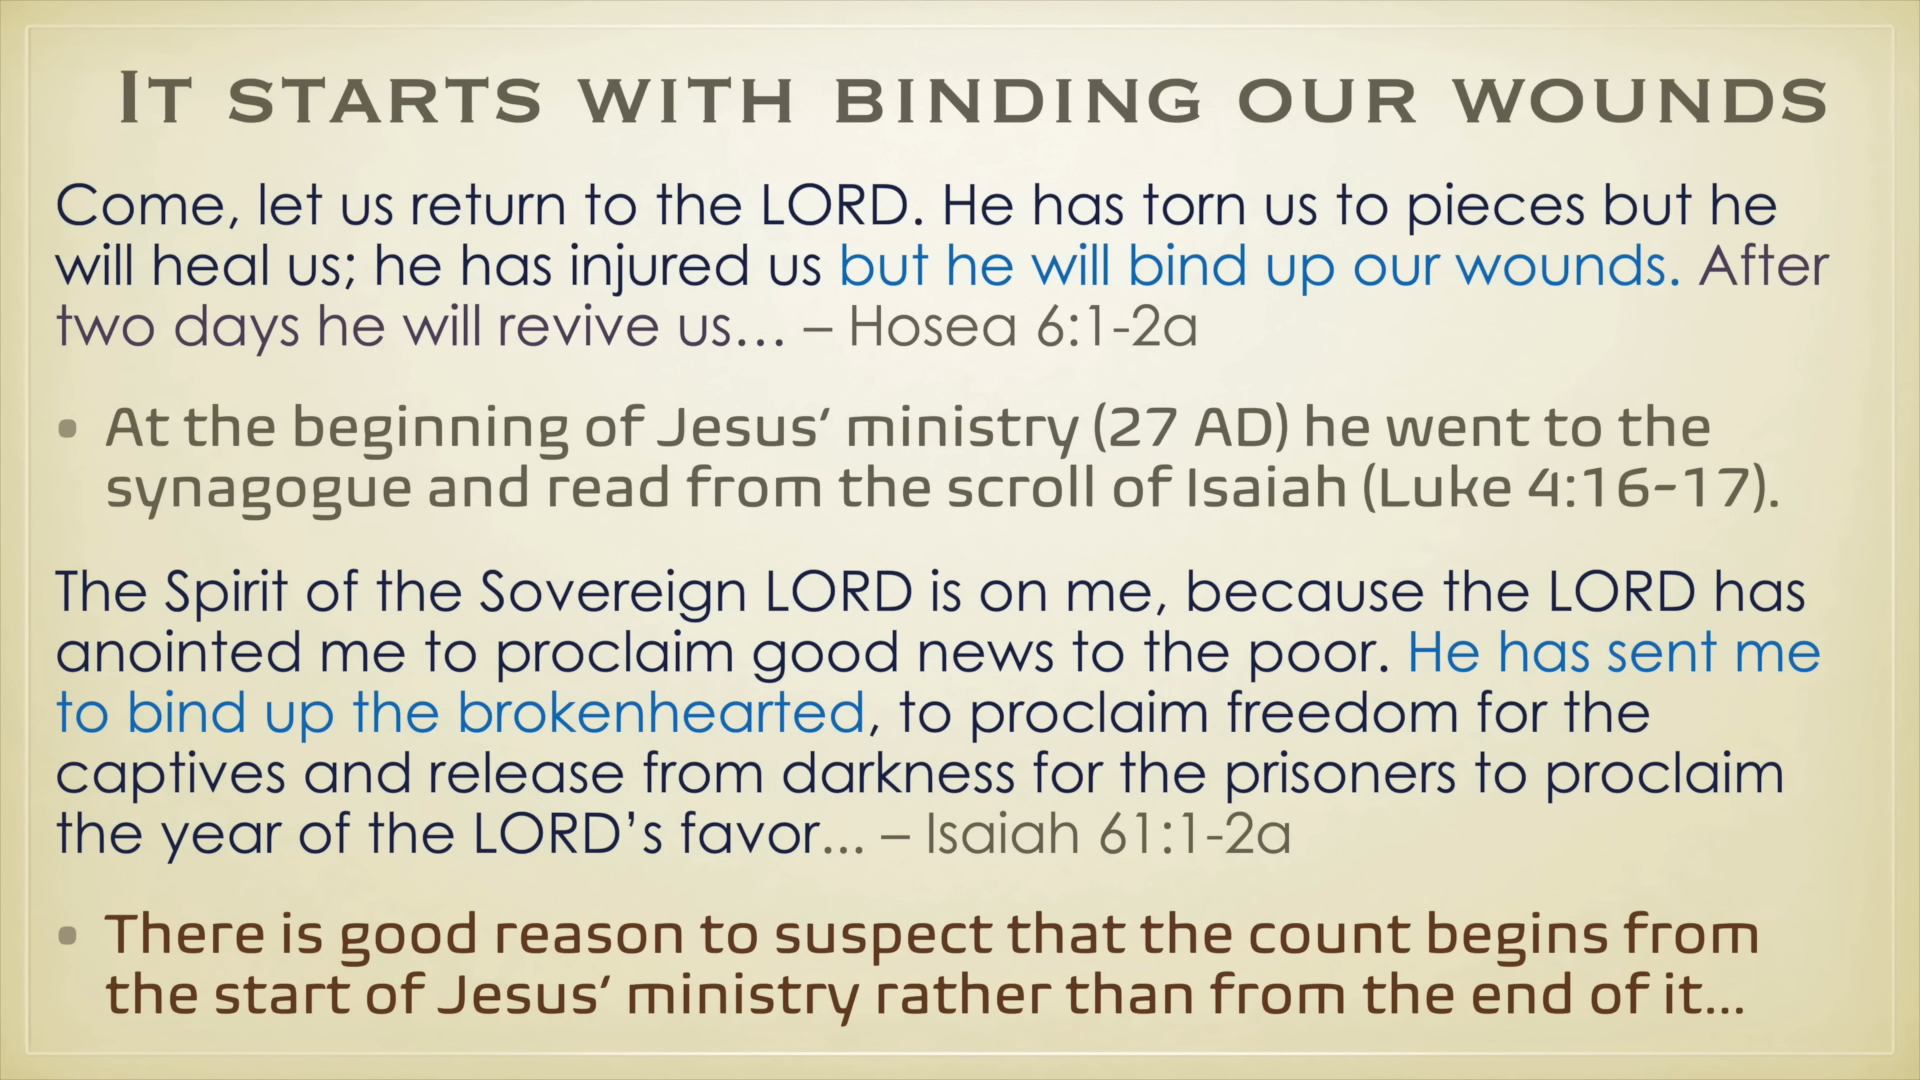 It starts with binding our wounds
Come, let us return to the LORD. He has torn us to pieces but he
will heal us; he has injured us but he will bind up our wounds. After
two days he will revive us… – Hosea 6:1-2a
• At the beginning of Jesus’ ministry (27 AD) he went to the
synagogue and read from the scroll of Isaiah (Luke 4:16-17).
The Spirit of the Sovereign LORD is on me, because the LORD has
anointed me to proclaim good news to the poor. He has sent me
to bind up the brokenhearted, to proclaim freedom for the
captives and release from darkness for the prisoners to proclaim
the year of the LORD’s favor... – Isaiah 61:1-2a
• There is good reason to suspect that the count begins from
the start of Jesus’ ministry rather than from the end of it…